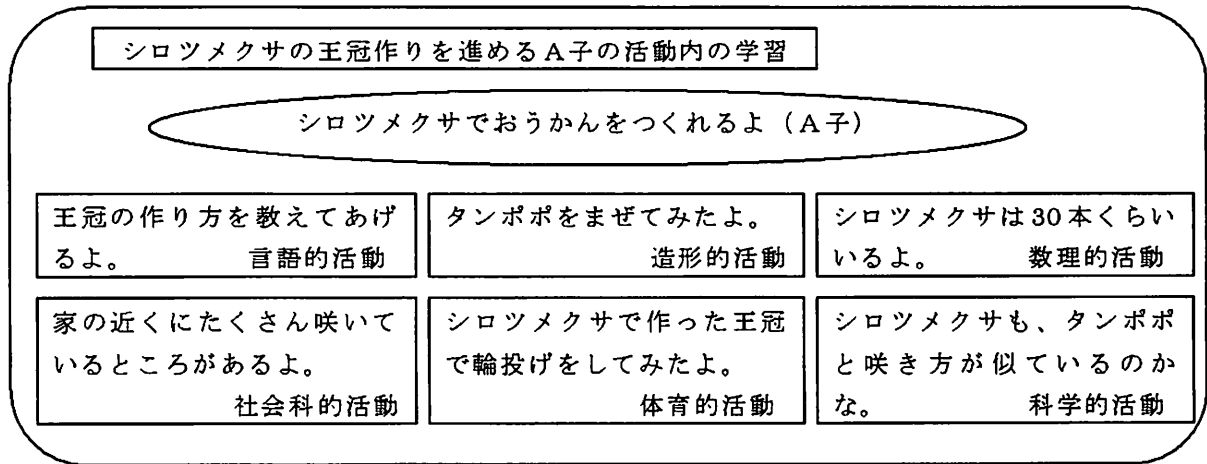 シロツメクサの王冠作りを進めるA子の活動内の学習
シロツメクサでおうかんをつくれるよ（A子）
王冠の作り方を教えてあげ
るよ。 言語的活動
タンポポをまぜてみたよ。
造形的活動
シロツメクサは30本くらい
いるよ。 数理的活動
家の近くにたくさん咲いて
いるところがあるよ。
社会科的活動
シロツメクサで作った王冠
で輪投げをしてみたよ。
体育的活動
シロツメクサも、タンポポ
と咲き方が似ているのか
な。 科学的活動